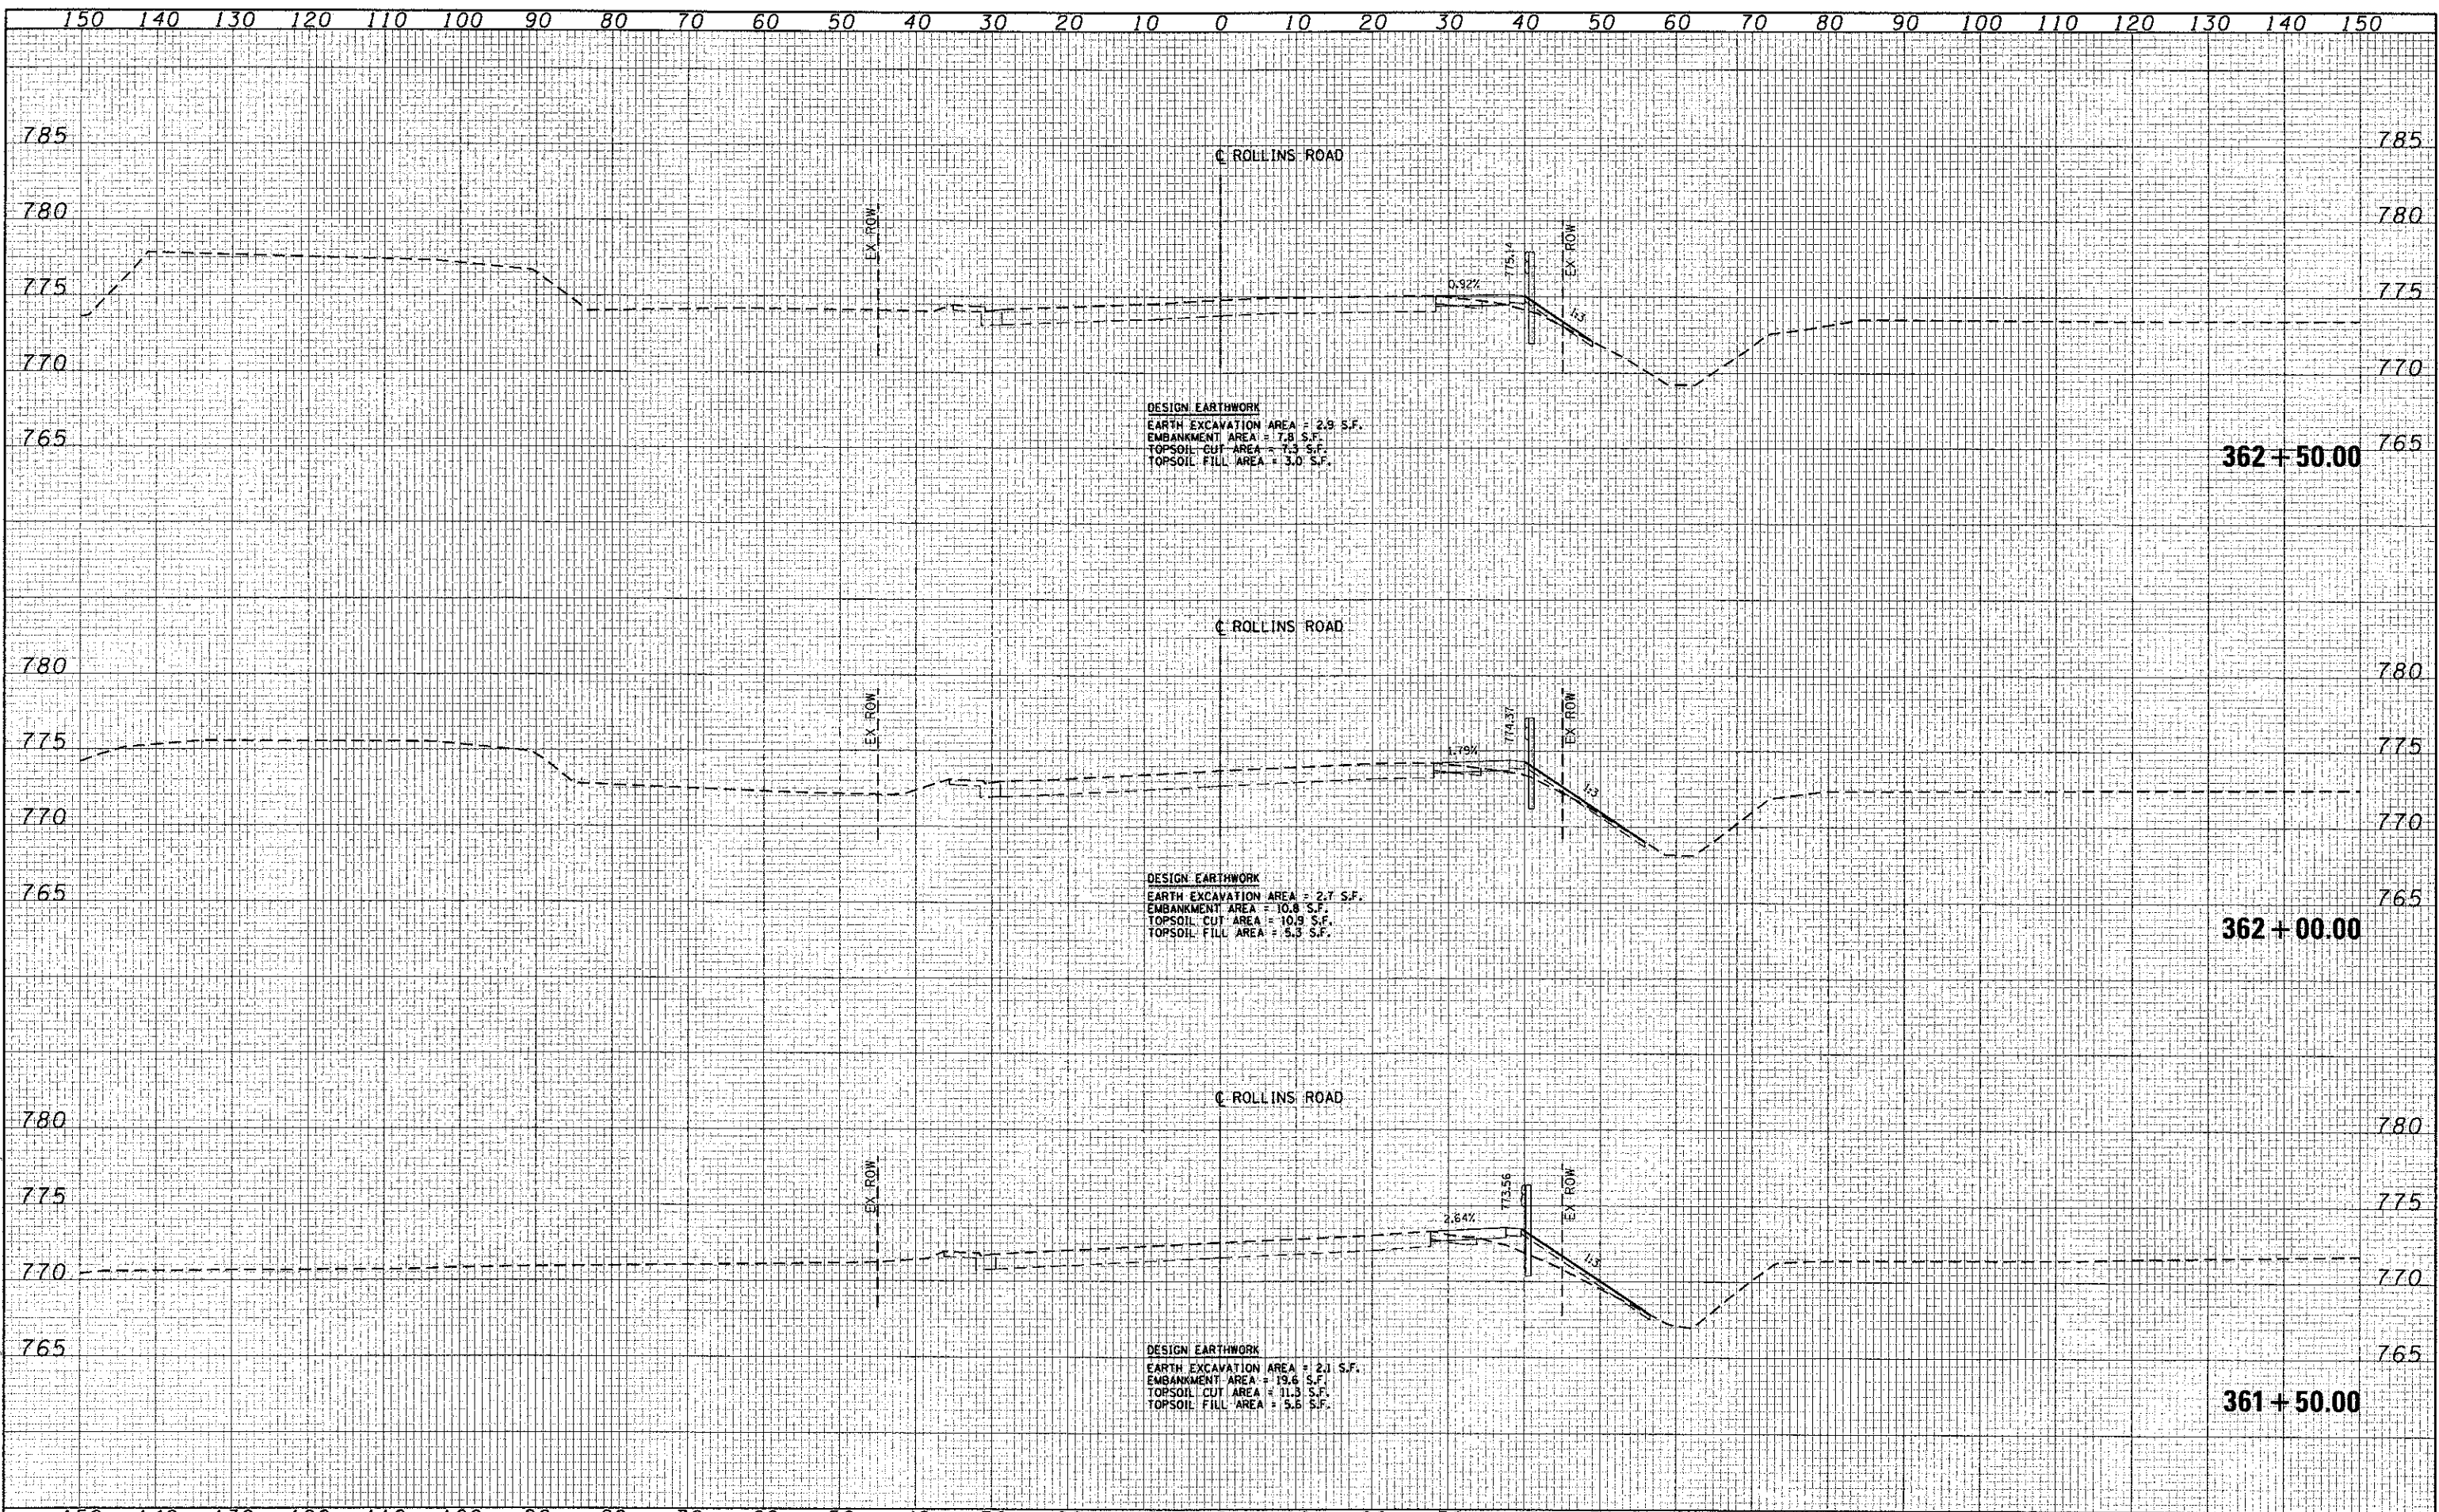 150 140 130 120 110 100 90 80 70 60 50 40 30 20 10 0 10 20 30 40 50 60 70 80 90 100 110 120 130 140 150
785 785
℄ ROLLINS ROAD
780 780
EX ROW
EX ROW
775.14
775 775
0.92%
1:3
770 770
DESIGN EARTHWORK
EARTH EXCAVATION AREA = 2.9 S.F.
EMBANKMENT AREA = 7.8 S.F.
TOPSOIL CUT AREA = 7.3 S.F.
TOPSOIL FILL AREA = 3.0 S.F.
765 765
362+50.00
℄ ROLLINS ROAD
780 780
EX ROW
EX ROW
774.37
775 775
1.79%
1:3
770 770
DESIGN EARTHWORK
EARTH EXCAVATION AREA = 2.7 S.F.
EMBANKMENT AREA = 10.8 S.F.
TOPSOIL CUT AREA = 10.9 S.F.
TOPSOIL FILL AREA = 5.3 S.F.
765 765
362+00.00
℄ ROLLINS ROAD
780 780
EX ROW
EX ROW
773.56
775 775
2.64%
1:3
770 770
DESIGN EARTHWORK
EARTH EXCAVATION AREA = 2.1 S.F.
EMBANKMENT AREA = 19.6 S.F.
TOPSOIL CUT AREA = 11.3 S.F.
TOPSOIL FILL AREA = 5.6 S.F.
765 765
361+50.00